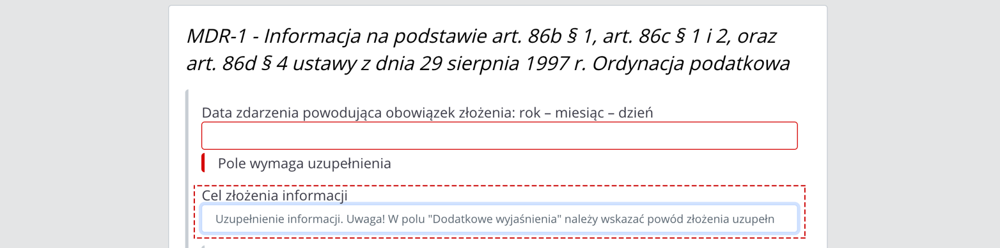 MDR-1 - Informacja na podstawie art. 86b § 1, art. 86c § 1 i 2, oraz
art. 86d § 4 ustawy z dnia 29 sierpnia 1997 r. Ordynacja podatkowa
Data zdarzenia powodująca obowiązek złożenia: rok – miesiąc – dzień
Pole wymaga uzupełnienia
Cel złożenia informacji
Uzupełnienie informacji. Uwaga! W polu "Dodatkowe wyjaśnienia" należy wskazać powód złożenia uzupełn